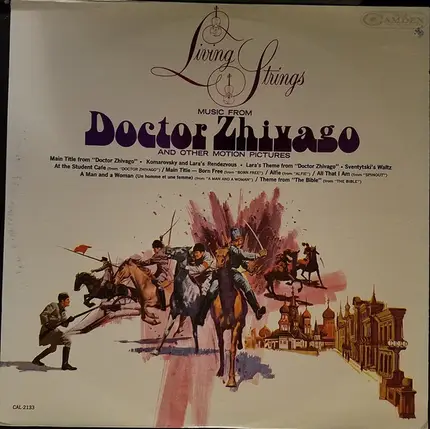 RCA CAMDEN
Living Strings
MUSIC FROM
Doctor Zhivago
AND OTHER MOTION PICTURES
Main Title from "Doctor Zhivago" • Komarovsky and Lara's Rendezvous • Lara's Theme from "Doctor Zhivago" • Sventytski's Waltz
At the Student Cafe (from "DOCTOR ZHIVAGO") / Main Title — Born Free (from "BORN FREE") / Alfie (from "ALFIE") / All That I Am (from "SPINOUT")
A Man and a Woman (Un homme et une femme) (from "A MAN AND A WOMAN") / Theme from "The Bible" (from "THE BIBLE")
CAL-2133